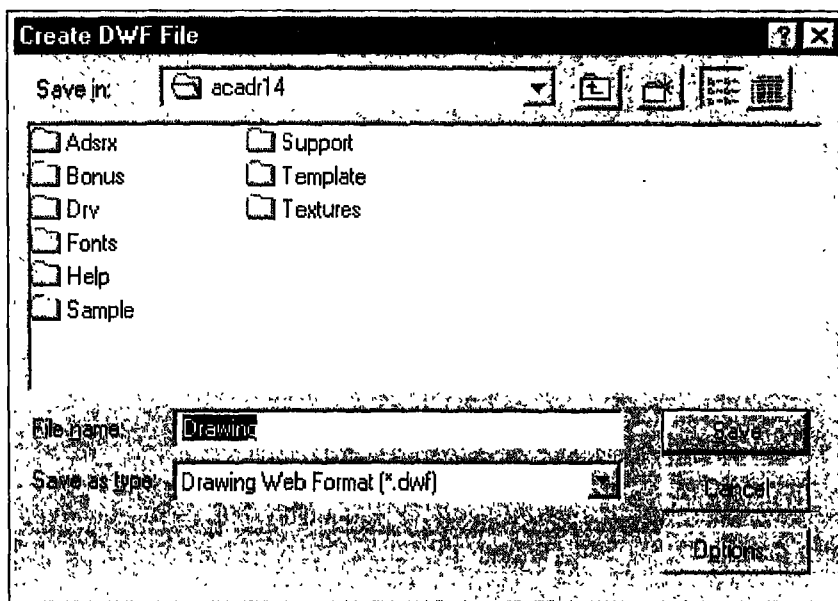 Create DWF File
Save in: acadr14
Adsrx Support
Bonus Template
Drv Textures
Fonts
Help
Sample
File name: Drawing Save
Save as type: Drawing Web Format (*.dwf) Cancel
Options...